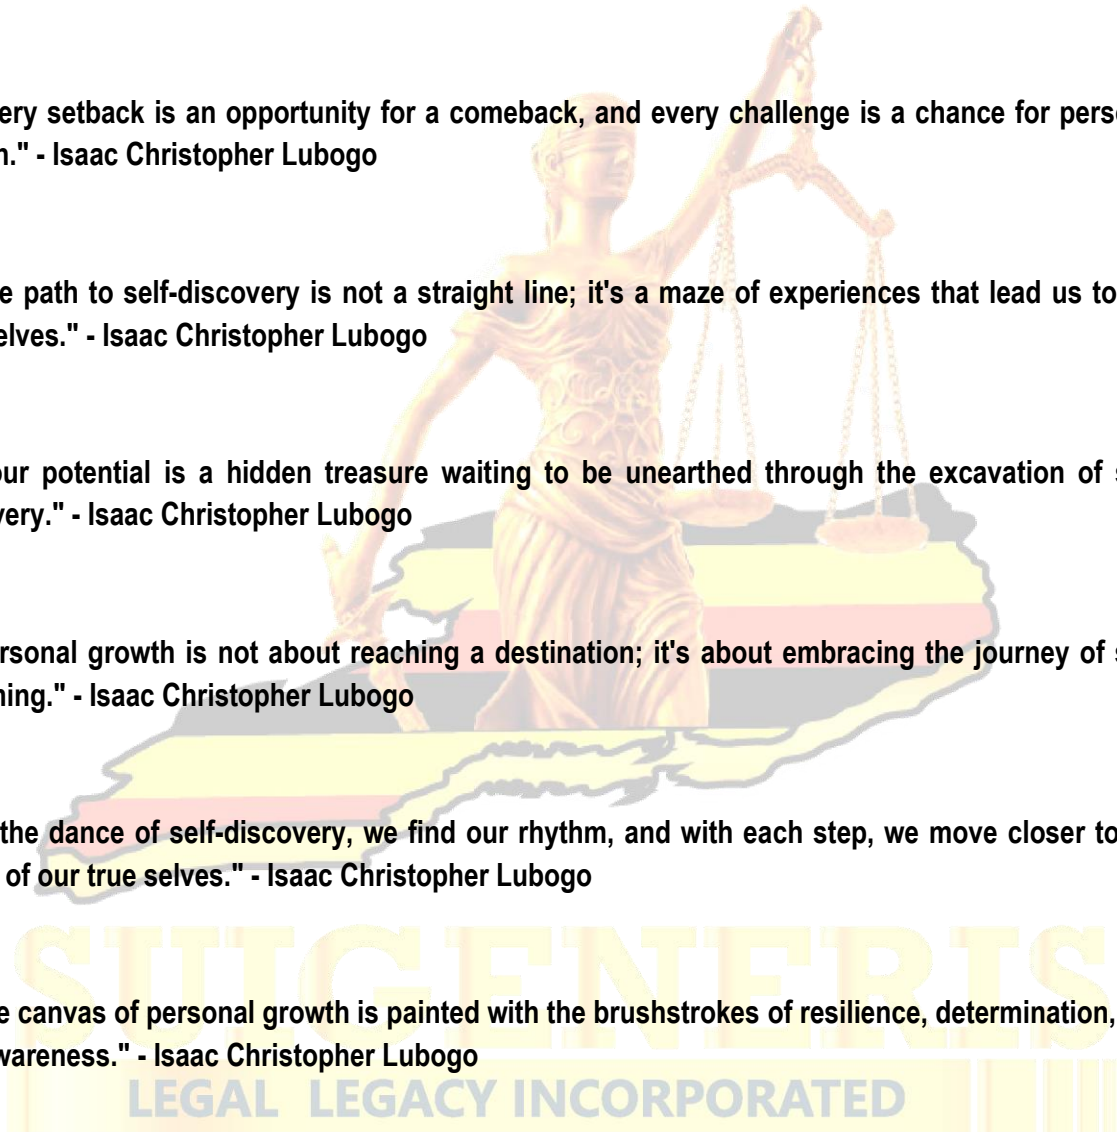 ery setback is an opportunity for a comeback, and every challenge is a chance for pers
n." - Isaac Christopher Lubogo
e path to self-discovery is not a straight line; it's a maze of experiences that lead us to
elves." - Isaac Christopher Lubogo
our potential is a hidden treasure waiting to be unearthed through the excavation of s
very." - Isaac Christopher Lubogo
rsonal growth is not about reaching a destination; it's about embracing the journey of s
ning." - Isaac Christopher Lubogo
the dance of self-discovery, we find our rhythm, and with each step, we move closer to
of our true selves." - Isaac Christopher Lubogo
SUIGENERIS
e canvas of personal growth is painted with the brushstrokes of resilience, determination,
wareness." - Isaac Christopher Lubogo
LEGAL LEGACY INCORPORATED